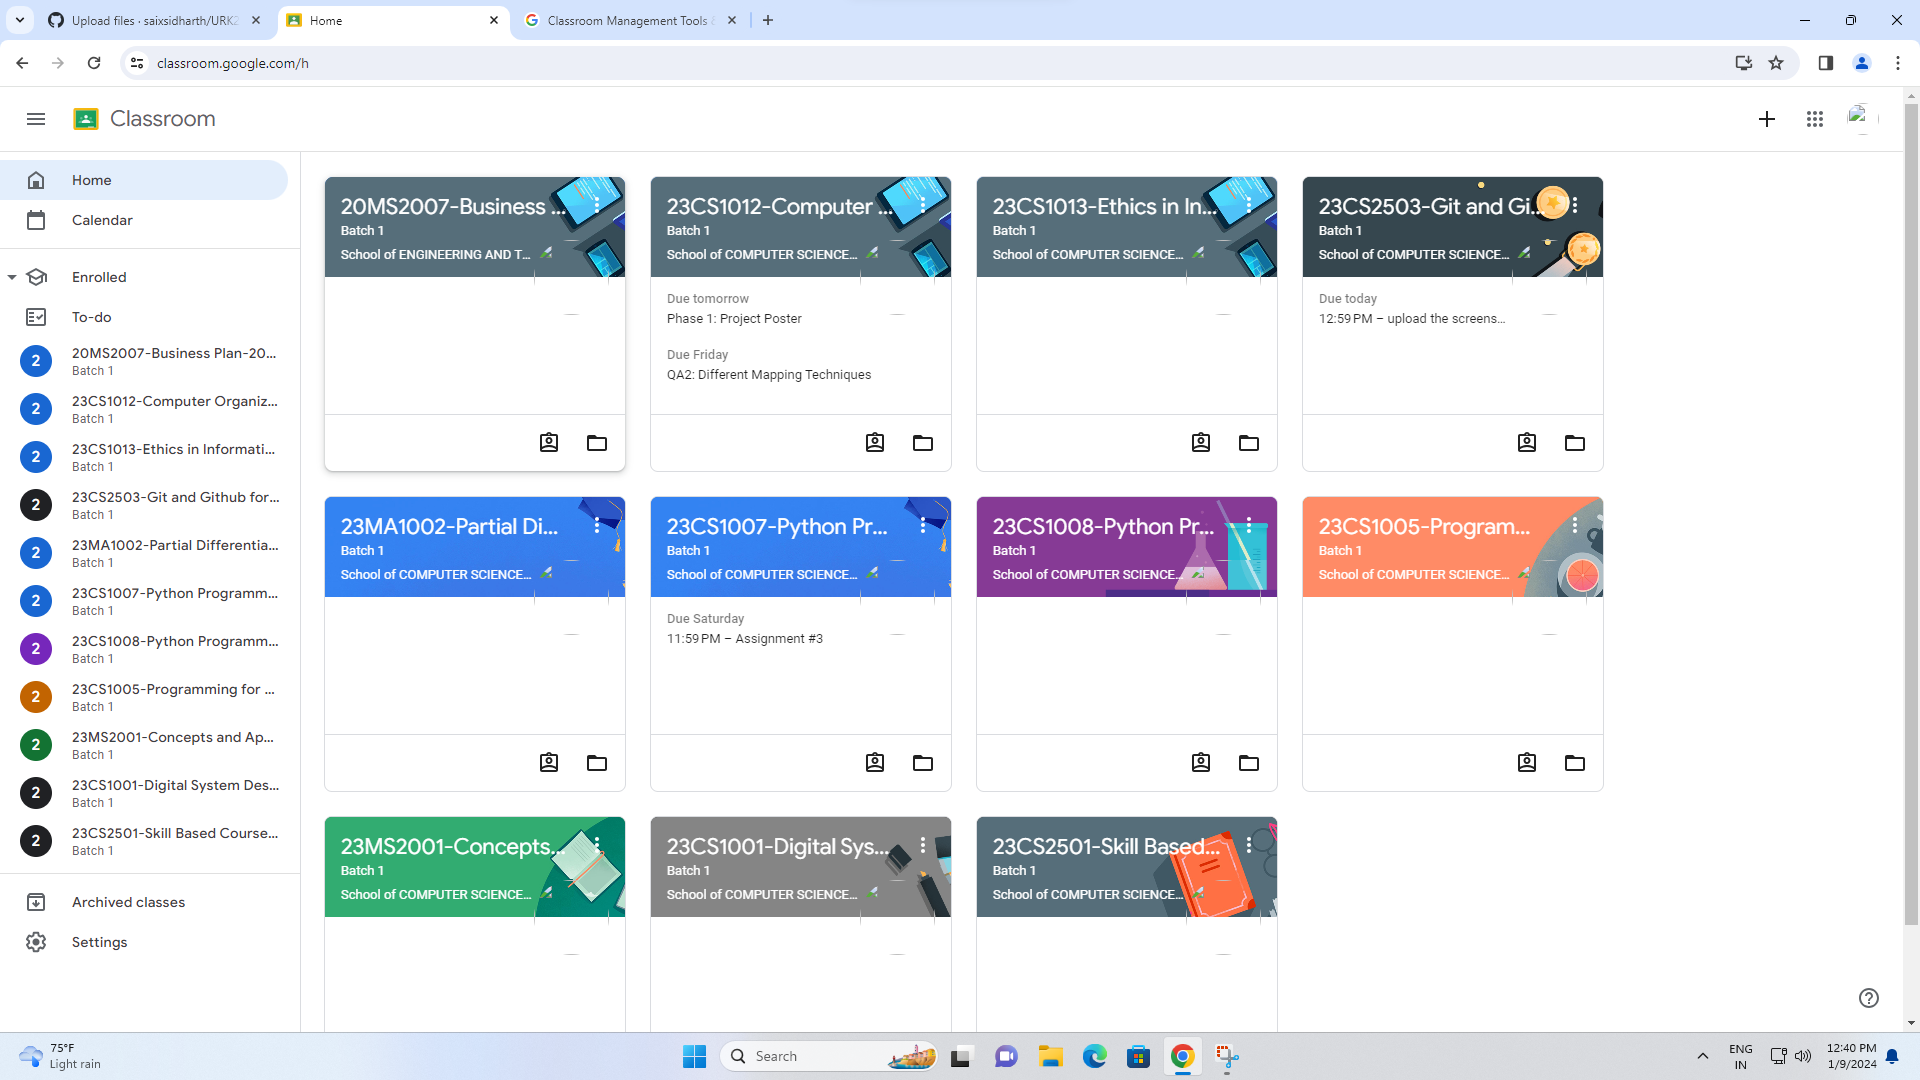 Upload files · saixsidharth/URK2
Home
Classroom Management Tools &
classroom.google.com/h
Classroom
Home
Calendar
Enrolled
To-do
2
20MS2007-Business Plan-20...
Batch 1
2
23CS1012-Computer Organiz...
Batch 1
2
23CS1013-Ethics in Informati...
Batch 1
2
23CS2503-Git and Github for...
Batch 1
2
23MA1002-Partial Differentia...
Batch 1
2
23CS1007-Python Programm...
Batch 1
2
23CS1008-Python Programm...
Batch 1
2
23CS1005-Programming for ...
Batch 1
2
23MS2001-Concepts and Ap...
Batch 1
2
23CS1001-Digital System Des...
Batch 1
2
23CS2501-Skill Based Course...
Batch 1
Archived classes
Settings
20MS2007-Business ...
Batch 1
School of ENGINEERING AND T...
23CS1012-Computer ...
Batch 1
School of COMPUTER SCIENCE...
Due tomorrow
Phase 1: Project Poster
Due Friday
QA2: Different Mapping Techniques
23CS1013-Ethics in In...
Batch 1
School of COMPUTER SCIENCE...
23CS2503-Git and Gi...
Batch 1
School of COMPUTER SCIENCE...
Due today
12:59 PM – upload the screens...
23MA1002-Partial Di...
Batch 1
School of COMPUTER SCIENCE...
23CS1007-Python Pr...
Batch 1
School of COMPUTER SCIENCE...
Due Saturday
11:59 PM – Assignment #3
23CS1008-Python Pr...
Batch 1
School of COMPUTER SCIENCE...
23CS1005-Program...
Batch 1
School of COMPUTER SCIENCE...
23MS2001-Concepts...
Batch 1
School of COMPUTER SCIENCE...
23CS1001-Digital Sys...
Batch 1
School of COMPUTER SCIENCE...
23CS2501-Skill Based...
Batch 1
School of COMPUTER SCIENCE...
75°F
Light rain
Search
ENG
IN
12:40 PM
1/9/2024